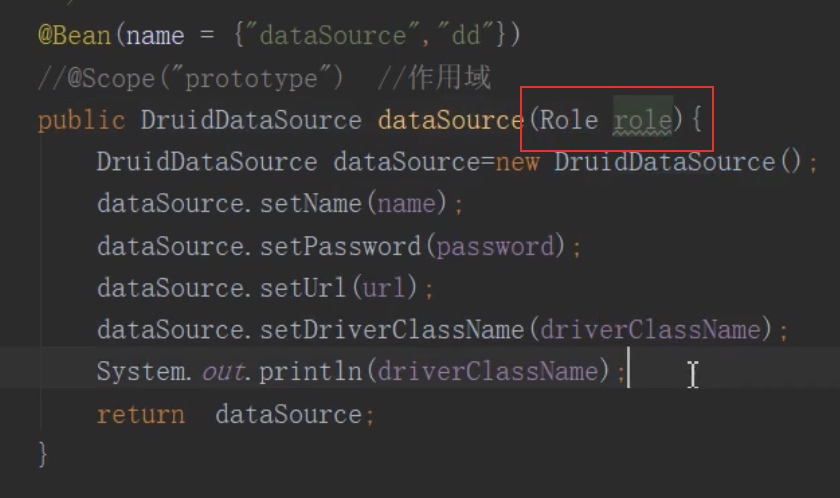 @Bean(name = {"dataSource","dd"})
//@Scope("prototype")  //作用域
public DruidDataSource dataSource(Role role){
    DruidDataSource dataSource=new DruidDataSource();
    dataSource.setName(name);
    dataSource.setPassword(password);
    dataSource.setUrl(url);
    dataSource.setDriverClassName(driverClassName);
    System.out.println(driverClassName);
    return  dataSource;
}